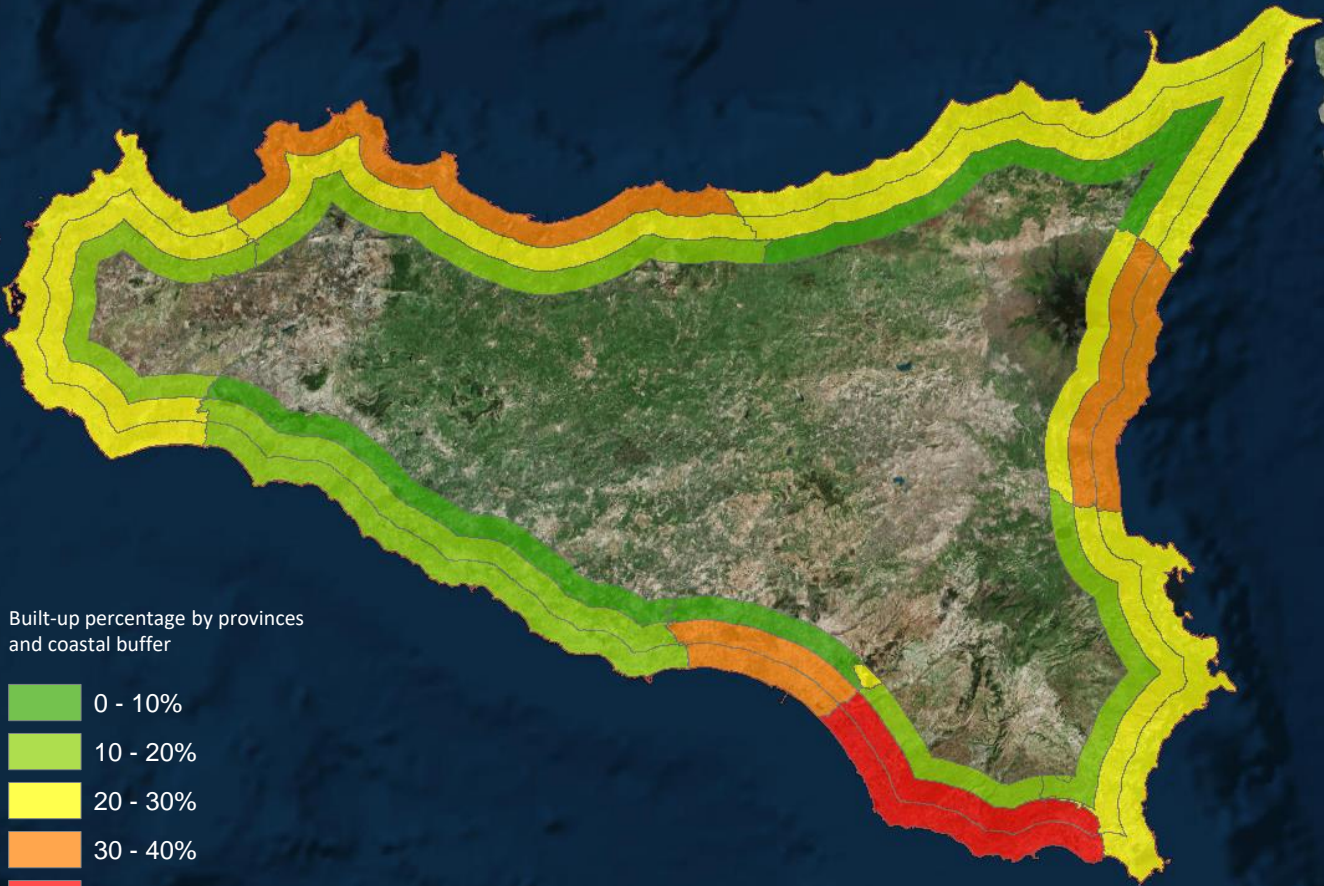 Built-up percentage by provinces
and coastal buffer
0 - 10%
10 - 20%
20 - 30%
30 - 40%